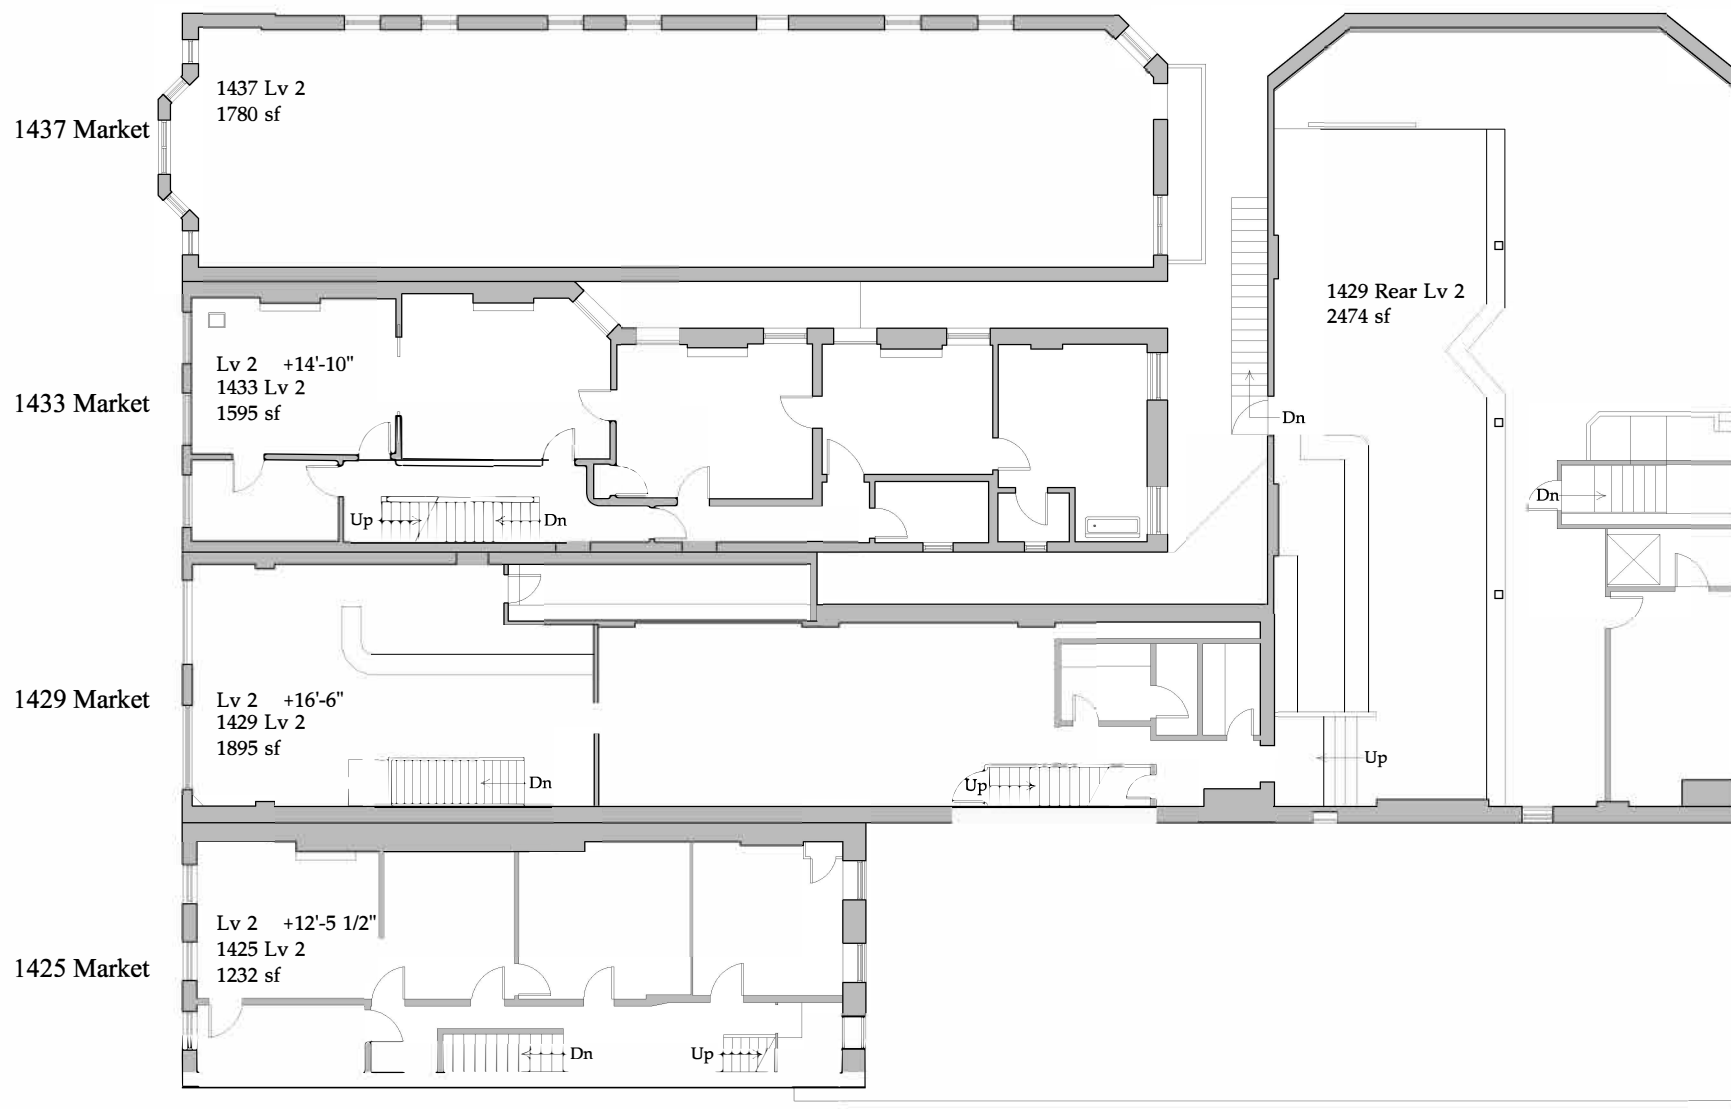 1437 Market
1437 Lv 2
1780 sf
1429 Rear Lv 2
2474 sf
1433 Market
Lv 2 +14'-10"
1433 Lv 2
1595 sf
Dn
Up
Dn
Dn
1429 Market
Lv 2 +16'-6"
1429 Lv 2
1895 sf
Dn
Up
Up
1425 Market
Lv 2 +12'-5 1/2"
1425 Lv 2
1232 sf
Dn
Up